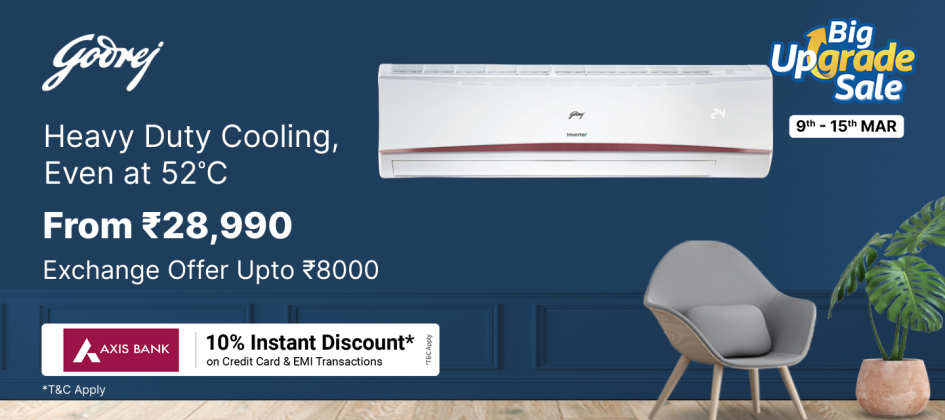 Godrej
Heavy Duty Cooling,
Even at 52°C
From ₹28,990
Exchange Offer Upto ₹8000
AXIS BANK
10% Instant Discount*
on Credit Card & EMI Transactions
*T&C Apply
*T&C Apply
Godrej
Inverter
24
Big
Upgrade
Sale
9th - 15th MAR